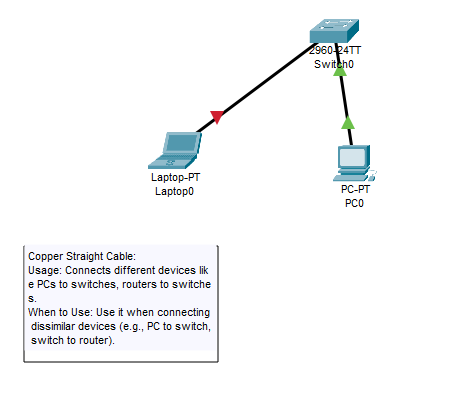 2960-24TT
Switch0
Laptop-PT
Laptop0
PC-PT
PC0
Copper Straight Cable:
Usage: Connects different devices lik
e PCs to switches, routers to switche
s.
When to Use: Use it when connecting
dissimilar devices (e.g., PC to switch,
switch to router).